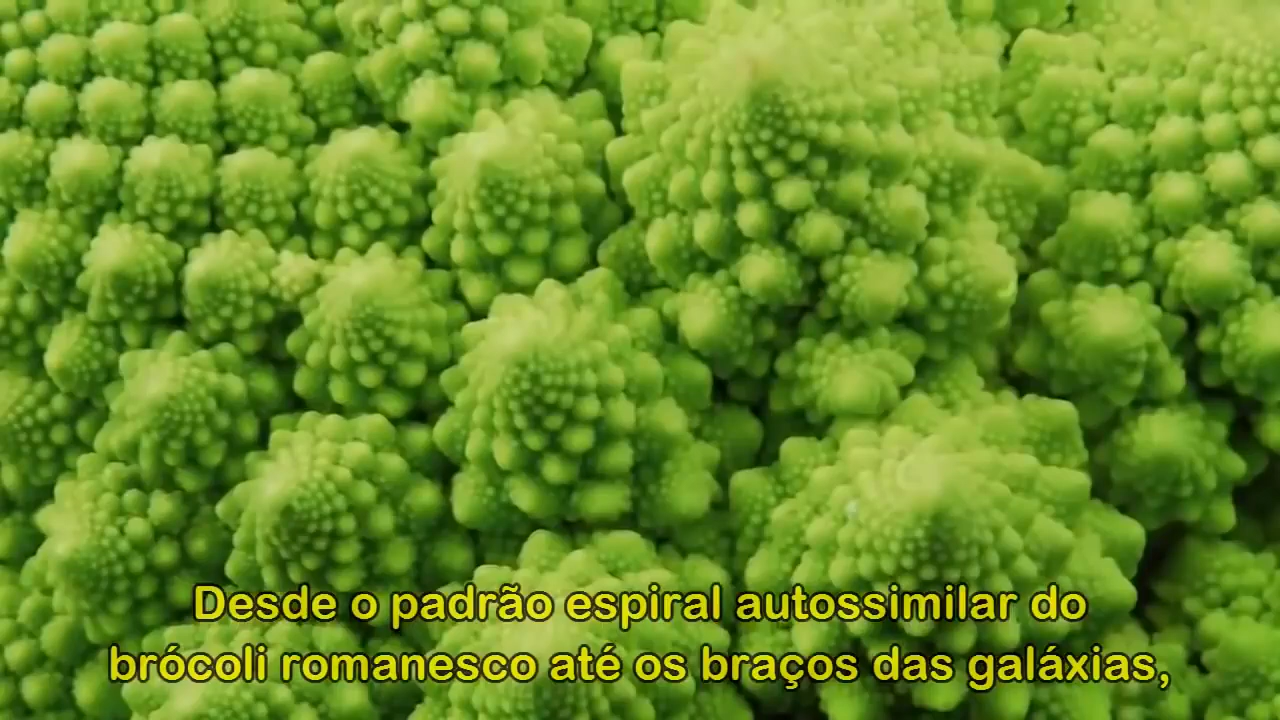 Desde o padrão espiral autossimilar do
brócoli romanesco até os braços das galáxias,